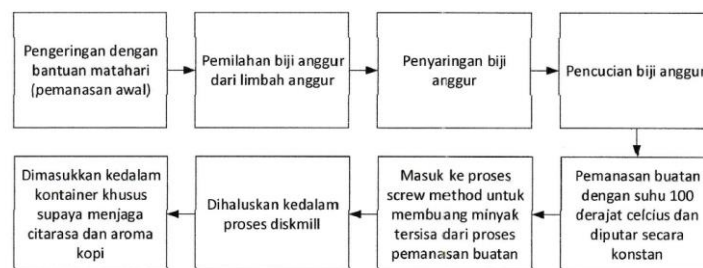 Pengeringan dengan
bantuan matahari
(pemanasan awal)
Pemilahan biji anggur
dari limbah anggur
Penyaringan biji
anggur
Pencucian biji anggur
Pemanasan buatan
dengan suhu 100
derajat celcius dan
diputar secara
konstan
Masuk ke proses
screw method untuk
membuang minyak
tersisa dari proses
pemanasan buatan
Dihaluskan kedalam
proses diskmill
Dimasukkan kedalam
kontainer khusus
supaya menjaga
citarasa dan aroma
kopi